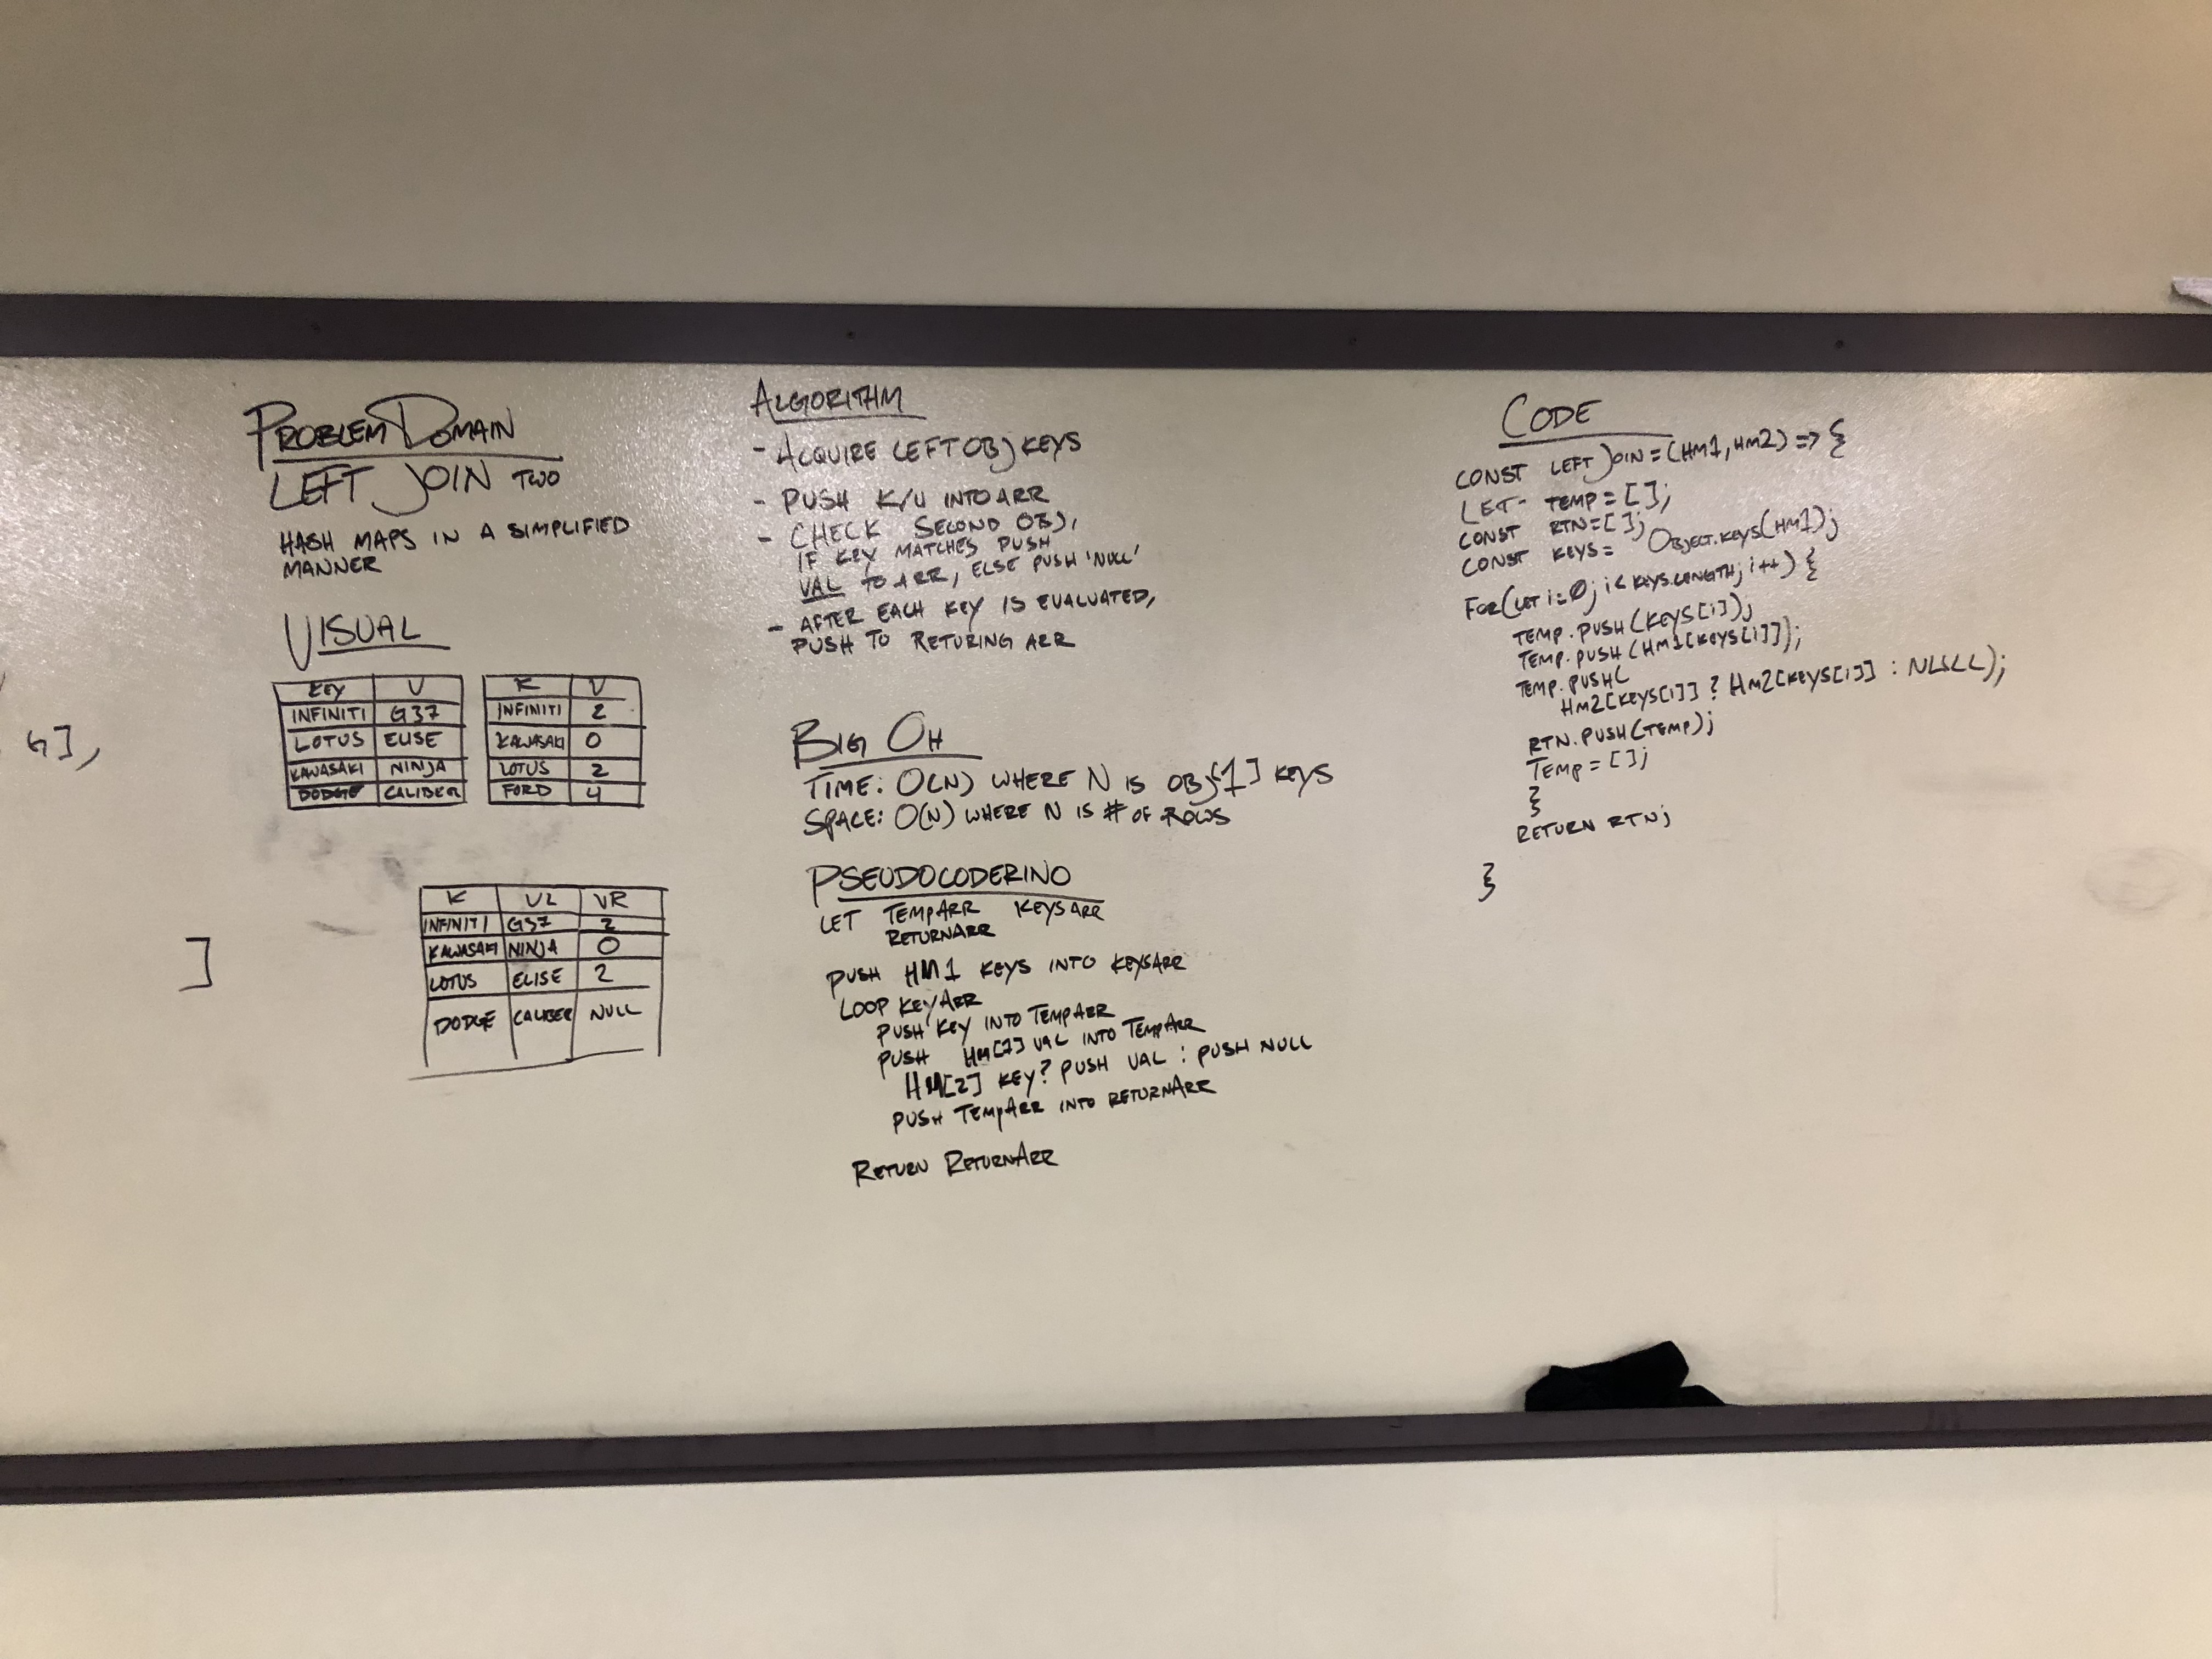 PROBLEM DOMAIN
LEFT JOIN TWO
HASH MAPS IN A SIMPLIFIED
MANNER
VISUAL
KEY V
INFINITI G37
LOTUS ELISE
KAWASAKI NINJA
DODGE CALIBER
K V
INFINITI 2
KAWASAKI 0
LOTUS 2
FORD 4
K VL VR
INFINITI G37 2
KAWASAKI NINJA 0
LOTUS ELISE 2
DODGE CALIBER NULL
G],
]
ALGORITHM
- ACQUIRE LEFT OBJ KEYS
- PUSH K/V INTO ARR
- CHECK SECOND OBJ,
IF KEY MATCHES PUSH
VAL TO ARR, ELSE PUSH 'NULL'
- AFTER EACH KEY IS EVALUATED,
PUSH TO RETURING ARR
BIG OH
TIME: O(N) WHERE N IS OBJ[1] KEYS
SPACE: O(N) WHERE N IS # OF ROWS
PSEUDOCODERINO
LET TEMPARR KEYSARR
RETURNARR
PUSH HM1 KEYS INTO KEYSARR
LOOP KEYARR
PUSH KEY INTO TEMPARR
PUSH HM[1] VAL INTO TEMPARR
HM[2] KEY? PUSH VAL : PUSH NULL
PUSH TEMPARR INTO RETURNARR
RETURN RETURNARR
CODE
CONST LEFTJOIN = (HM1, HM2) => {
LET TEMP = [];
CONST RTN = [];
CONST KEYS = OBJECT.KEYS(HM1);
FOR(LET i=0; i < KEYS.LENGTH; i++) {
TEMP.PUSH(KEYS[i]);
TEMP.PUSH(HM1[KEYS[i]]);
TEMP.PUSH(
HM2[KEYS[i]] ? HM2[KEYS[i]] : NULL);
RTN.PUSH(TEMP);
TEMP = [];
}
RETURN RTN;
}